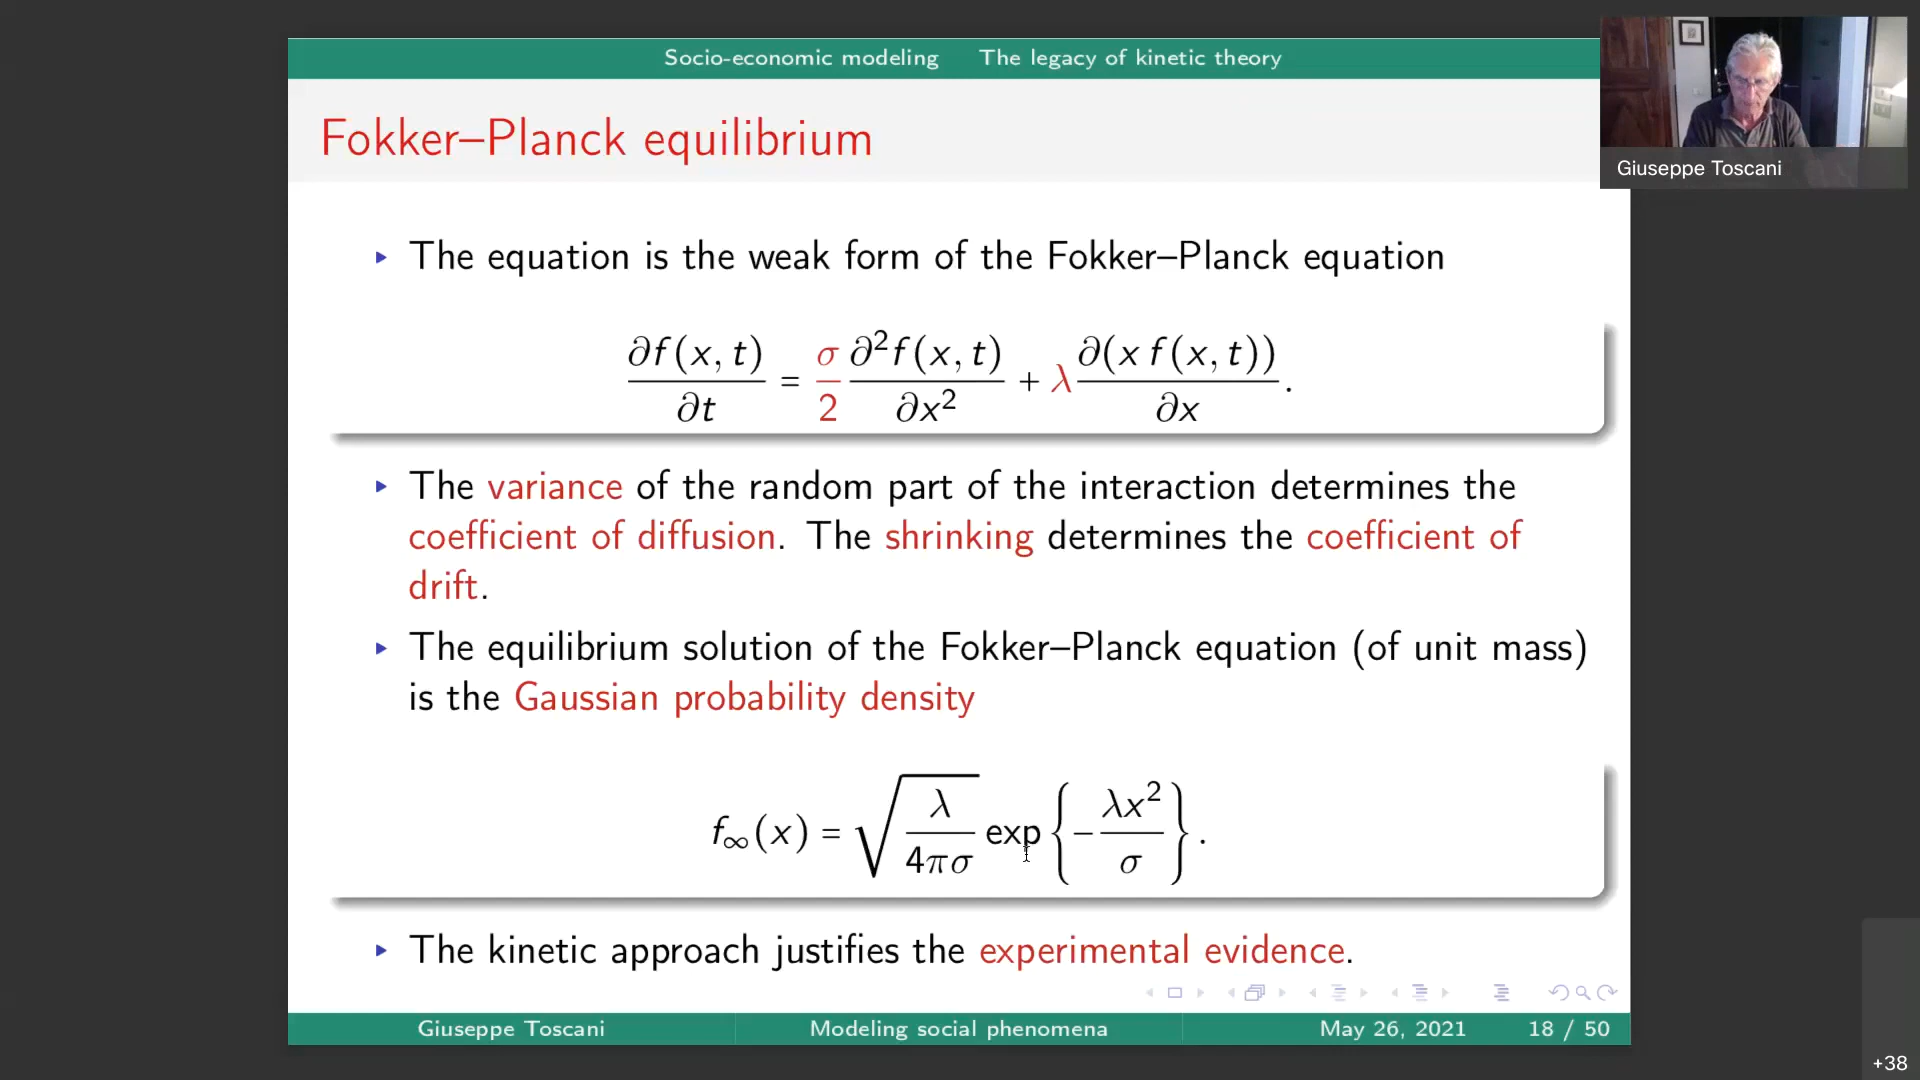 Socio-economic modeling The legacy of kinetic theory
Fokker–Planck equilibrium
Giuseppe Toscani
▸ The equation is the weak form of the Fokker–Planck equation
∂f(x, t)/∂t = σ/2 ∂²f(x, t)/∂x² + λ ∂(x f(x, t))/∂x.
▸ The variance of the random part of the interaction determines the
coefficient of diffusion. The shrinking determines the coefficient of
drift.
▸ The equilibrium solution of the Fokker–Planck equation (of unit mass)
is the Gaussian probability density
f∞(x) = √(λ/4πσ) exp{−λx²/σ}.
▸ The kinetic approach justifies the experimental evidence.
Giuseppe Toscani Modeling social phenomena May 26, 2021 18 / 50
+38